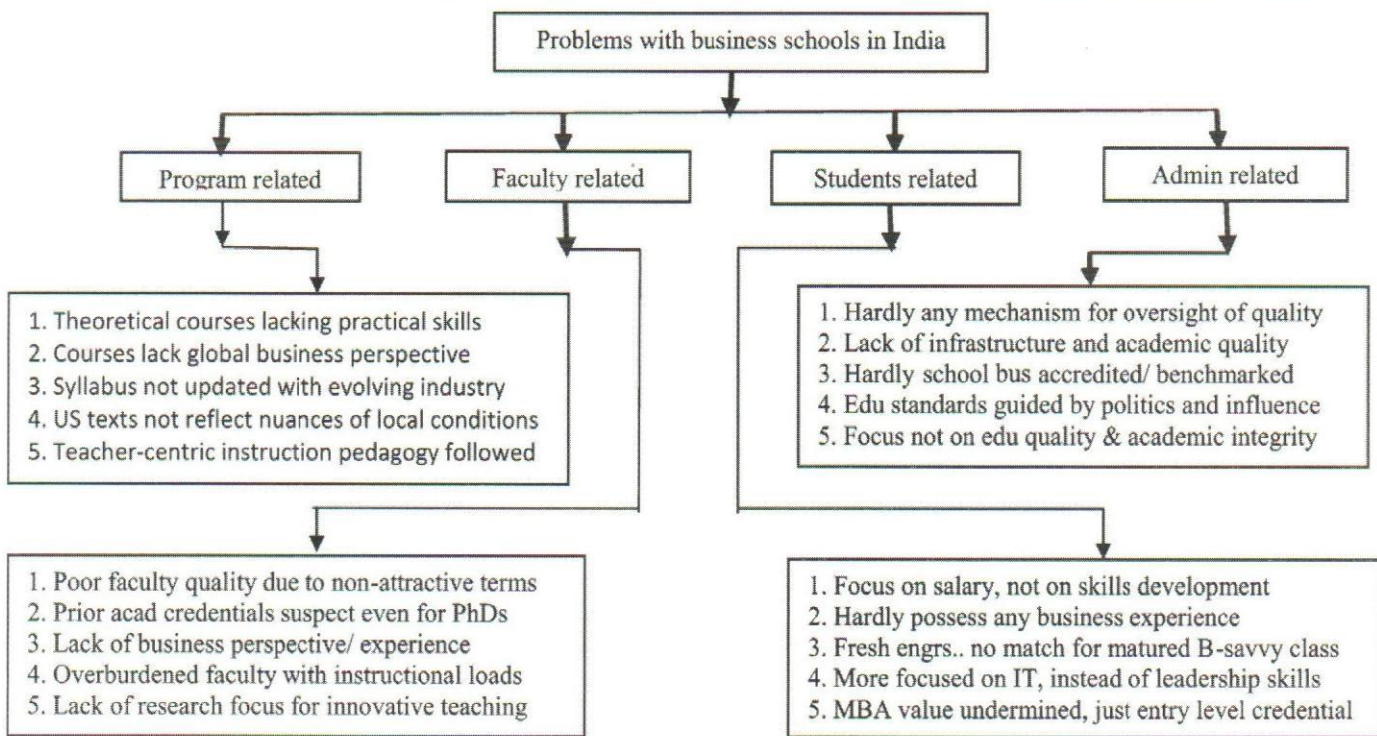 Problems with business schools in India
Program related
Faculty related
Students related
Admin related
1. Theoretical courses lacking practical skills
2. Courses lack global business perspective
3. Syllabus not updated with evolving industry
4. US texts not reflect nuances of local conditions
5. Teacher-centric instruction pedagogy followed
1. Hardly any mechanism for oversight of quality
2. Lack of infrastructure and academic quality
3. Hardly school bus accredited/ benchmarked
4. Edu standards guided by politics and influence
5. Focus not on edu quality & academic integrity
1. Poor faculty quality due to non-attractive terms
2. Prior acad credentials suspect even for PhDs
3. Lack of business perspective/ experience
4. Overburdened faculty with instructional loads
5. Lack of research focus for innovative teaching
1. Focus on salary, not on skills development
2. Hardly possess any business experience
3. Fresh engrs.. no match for matured B-savvy class
4. More focused on IT, instead of leadership skills
5. MBA value undermined, just entry level credential